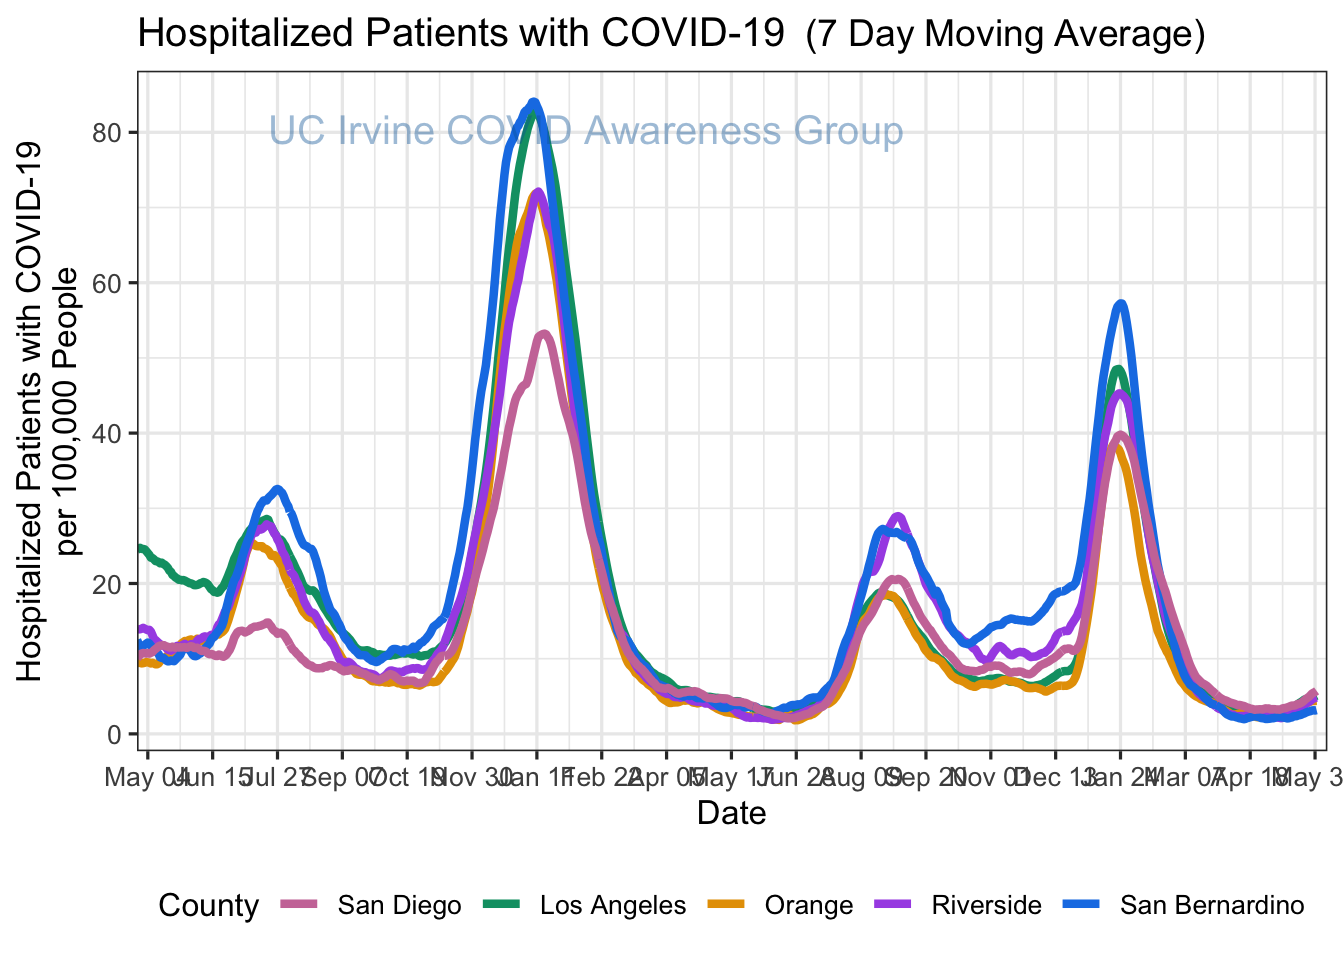 Hospitalized Patients with COVID-19 (7 Day Moving Average)
UC Irvine COVID Awareness Group
Hospitalized Patients with COVID-19
per 100,000 People
80
60
40
20
0
May 04 Jun 15 Jul 27 Sep 07 Oct 19 Nov 30 Jan 11 Feb 22 Apr 05 May 17 Jun 28 Aug 09 Sep 20 Nov 01 Dec 13 Jan 24 Mar 07 Apr 18 May 3
Date
County San Diego Los Angeles Orange Riverside San Bernardino